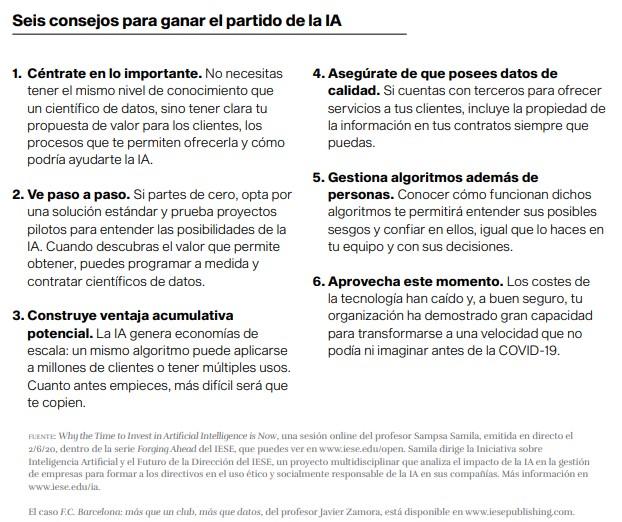 Seis consejos para ganar el partido de la IA
1. Céntrate en lo importante. No necesitas
tener el mismo nivel de conocimiento que
un científico de datos, sino tener clara tu
propuesta de valor para los clientes, los
procesos que te permiten ofrecerla y cómo
podría ayudarte la IA.
2. Ve paso a paso. Si partes de cero, opta por
una solución estándar y prueba proyectos
pilotos para entender las posibilidades de la
IA. Cuando descubras el valor que permite
obtener, puedes programar a medida y
contratar científicos de datos.
3. Construye ventaja acumulativa
potencial. La IA genera economías de
escala: un mismo algoritmo puede aplicarse
a millones de clientes o tener múltiples usos.
Cuanto antes empieces, más difícil será que
te copien.
4. Asegúrate de que posees datos de
calidad. Si cuentas con terceros para ofrecer
servicios a tus clientes, incluye la propiedad de
la información en tus contratos siempre que
puedas.
5. Gestiona algoritmos además de
personas. Conocer cómo funcionan dichos
algoritmos te permitirá entender sus posibles
sesgos y confiar en ellos, igual que lo haces en
tu equipo y con sus decisiones.
6. Aprovecha este momento. Los costes de
la tecnología han caído y, a buen seguro, tu
organización ha demostrado gran capacidad
para transformarse a una velocidad que no
podía ni imaginar antes de la COVID-19.
FUENTE: Why the Time to Invest in Artificial Intelligence is Now, una sesión online del profesor Sampsa Samila, emitida en directo el
2/6/20, dentro de la serie Forging Ahead del IESE, que puedes ver en www.iese.edu/open. Samila dirige la Iniciativa sobre
Inteligencia Artificial y el Futuro de la Dirección del IESE, un proyecto multidisciplinar que analiza el impacto de la IA en la gestión
de empresas para formar a los directivos en el uso ético y socialmente responsable de la IA en sus compañías. Más información en
www.iese.edu/ia.
El caso F.C. Barcelona: más que un club, más que datos, del profesor Javier Zamora, está disponible en www.iesepublishing.com.